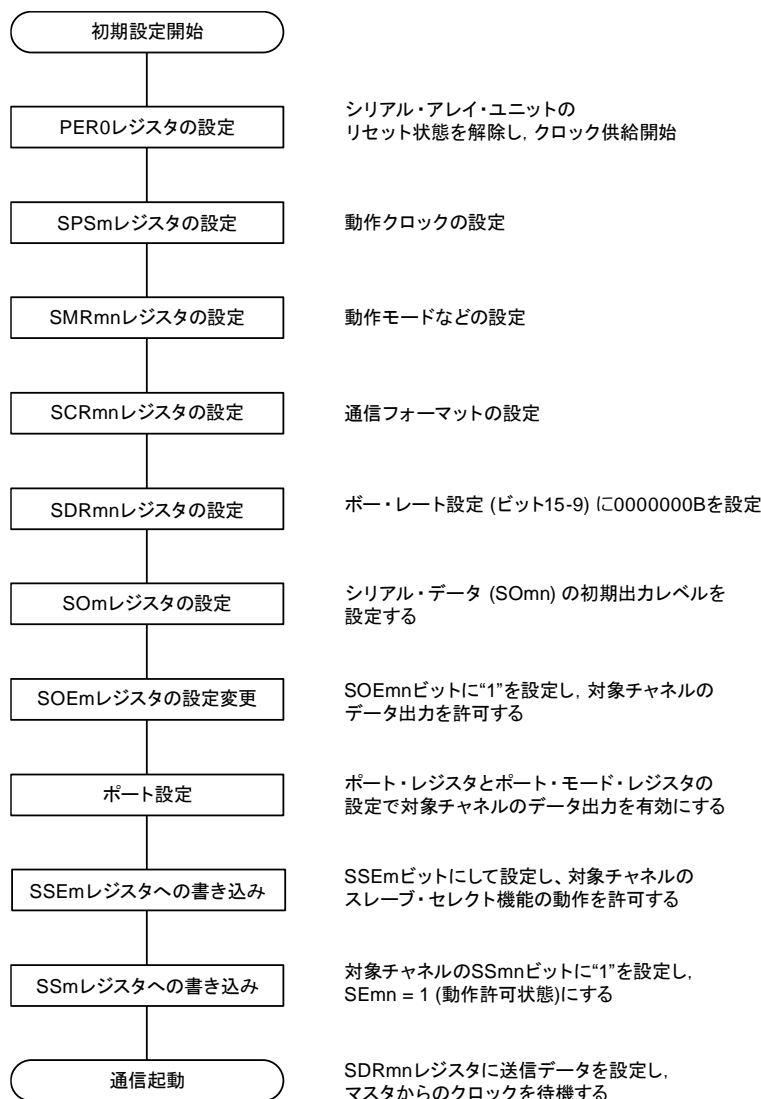 初期設定開始
PER0レジスタの設定
シリアル・アレイ・ユニットの
リセット状態を解除し, クロック供給開始
SPSmレジスタの設定
動作クロックの設定
SMRmnレジスタの設定
動作モードなどの設定
SCRmnレジスタの設定
通信フォーマットの設定
SDRmnレジスタの設定
ボー・レート設定 (ビット15-9) に0000000Bを設定
SOmレジスタの設定
シリアル・データ (SOmn) の初期出力レベルを
設定する
SOEmレジスタの設定変更
SOEmnビットに“1”を設定し, 対象チャネルの
データ出力を許可する
ポート設定
ポート・レジスタとポート・モード・レジスタの
設定で対象チャネルのデータ出力を有効にする
SSEmレジスタへの書き込み
SSEmビットにして設定し、対象チャネルの
スレーブ・セレクト機能の動作を許可する
SSmレジスタへの書き込み
対象チャネルのSSmnビットに“1”を設定し,
SEmn = 1 (動作許可状態)にする
通信起動
SDRmnレジスタに送信データを設定し,
マスタからのクロックを待機する